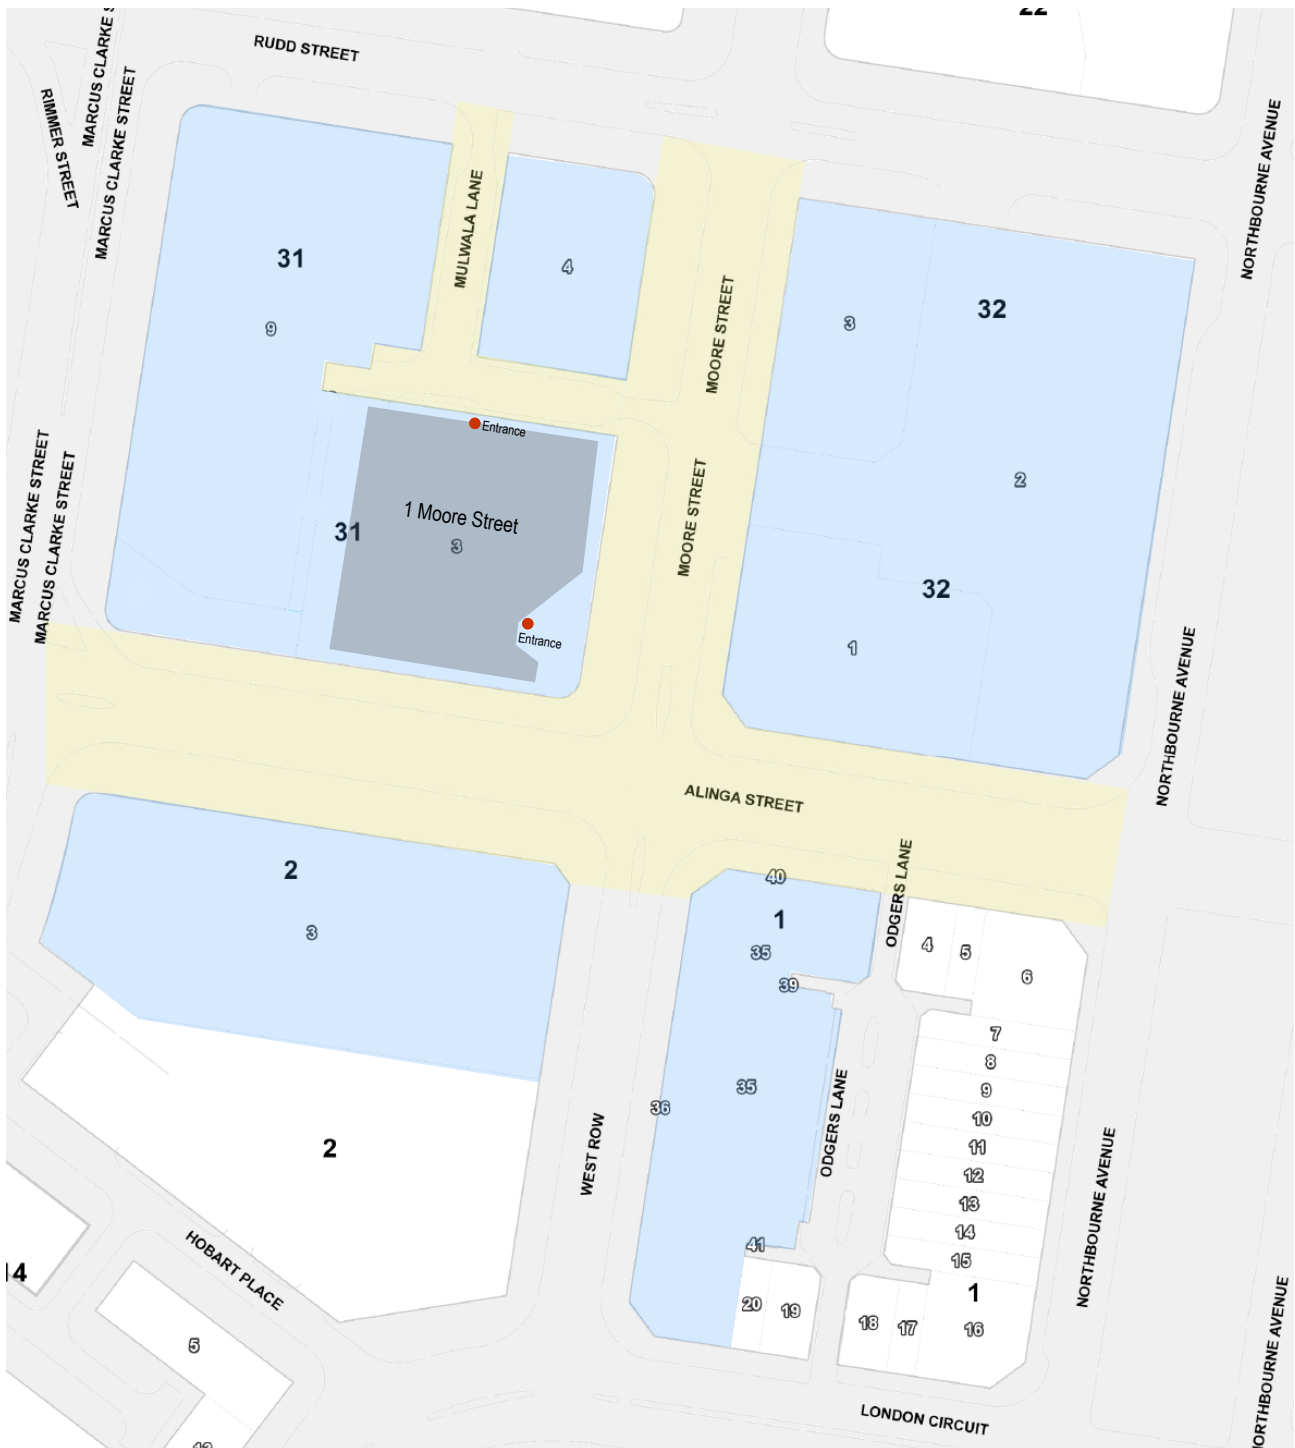 22
RUDD STREET
MARCUS CLARKE S
MARCUS CLARKE STREET
RIMMER STREET
NORTHBOURNE AVENUE
MULWALA LANE
31
4
9
MOORE STREET
3
32
Entrance
1 Moore Street
3
31
MOORE STREET
2
32
1
Entrance
MARCUS CLARKE STREET
MARCUS CLARKE STREET
NORTHBOURNE AVENUE
ALINGA STREET
ODGERS LANE
2
3
40
1
35
39
4
5
6
7
8
9
10
11
12
13
14
15
1
16
17
18
35
36
ODGERS LANE
WEST ROW
41
20
19
2
HOBART PLACE
14
5
NORTHBOURNE AVENUE
NORTHBOURNE AVENUE
LONDON CIRCUIT